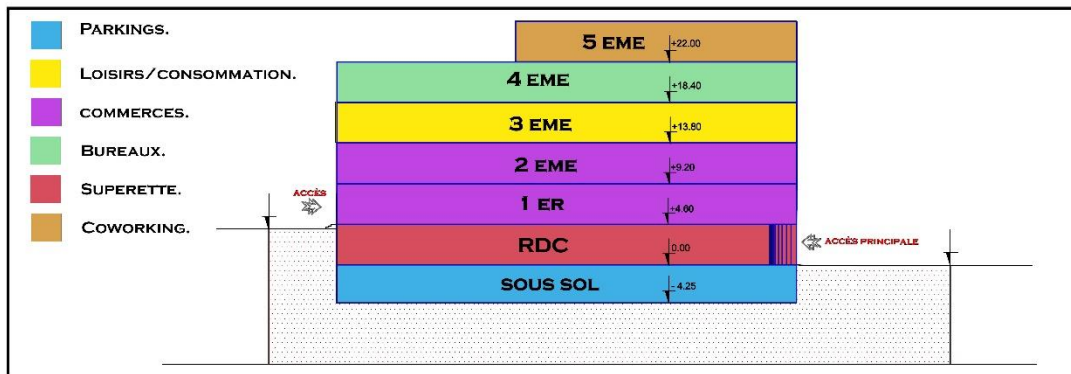 Parkings.
Loisirs/consommation.
commerces.
Bureaux.
Superette.
Coworking.
5 EME +22.00
4 EME +18.40
3 EME +13.80
2 EME +9.20
ACCÈS
1 ER +4.60
RDC 0.00
ACCÈS PRINCIPALE
SOUS SOL - 4.25